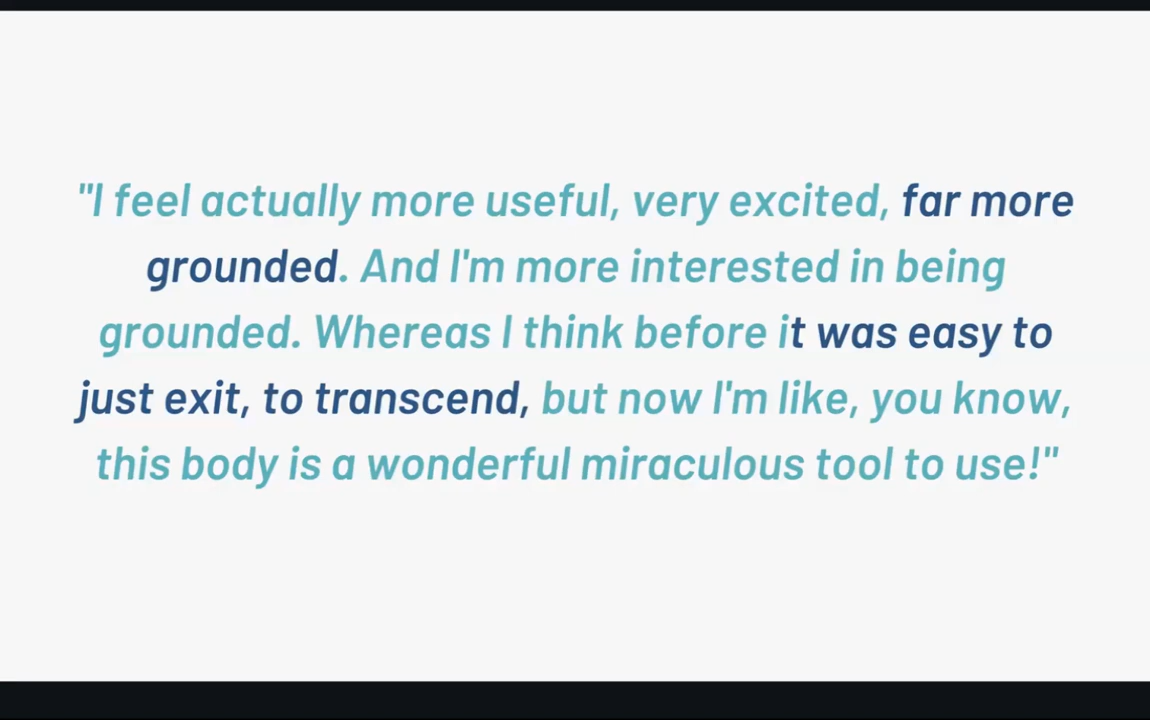 "I feel actually more useful, very excited, far more
grounded. And I'm more interested in being
grounded. Whereas I think before it was easy to
just exit, to transcend, but now I'm like, you know,
this body is a wonderful miraculous tool to use!"